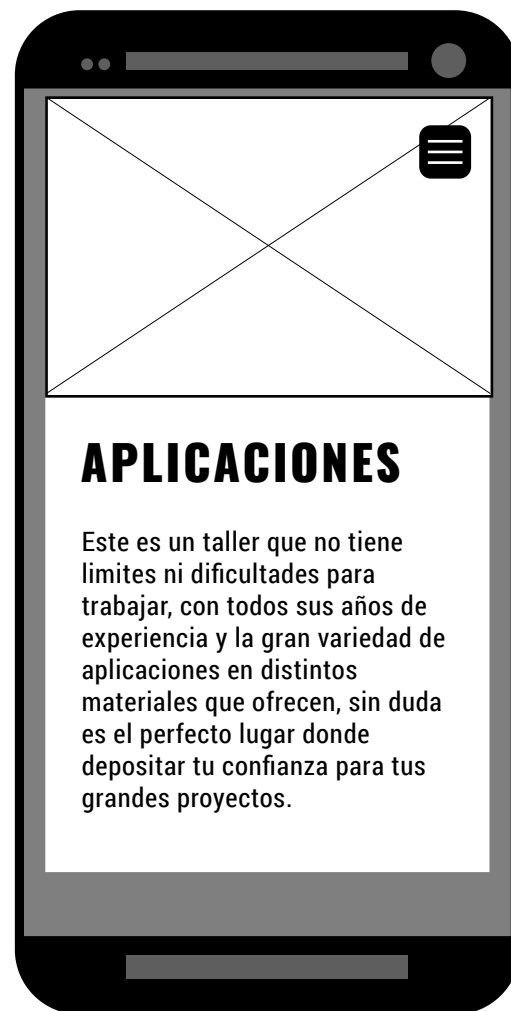 APLICACIONES
Este es un taller que no tiene
limites ni dificultades para
trabajar, con todos sus años de
experiencia y la gran variedad de
aplicaciones en distintos
materiales que ofrecen, sin duda
es el perfecto lugar donde
depositar tu confianza para tus
grandes proyectos.